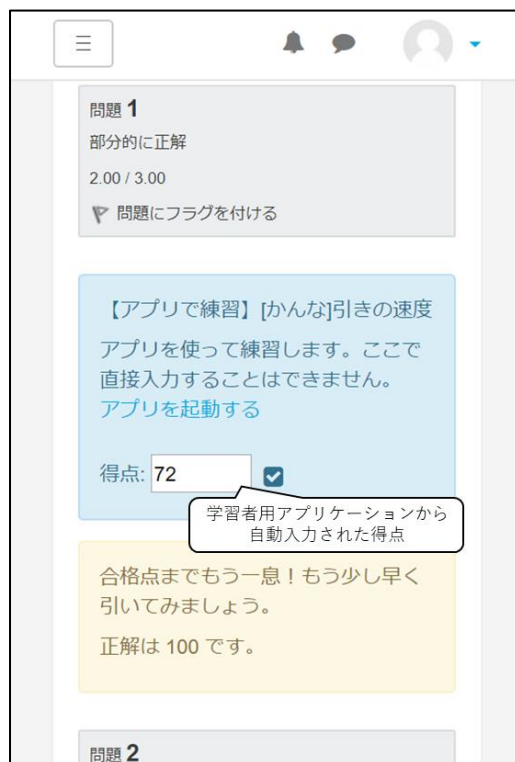 問題 1
部分的に正解
2.00 / 3.00
問題にフラグを付ける
【アプリで練習】[かんな]引きの速度
アプリを使って練習します。ここで
直接入力することはできません。
アプリを起動する
得点: 72
学習者用アプリケーションから
自動入力された得点
合格点までもう一息！もう少し早く
引いてみましょう。
正解は 100 です。
問題 2